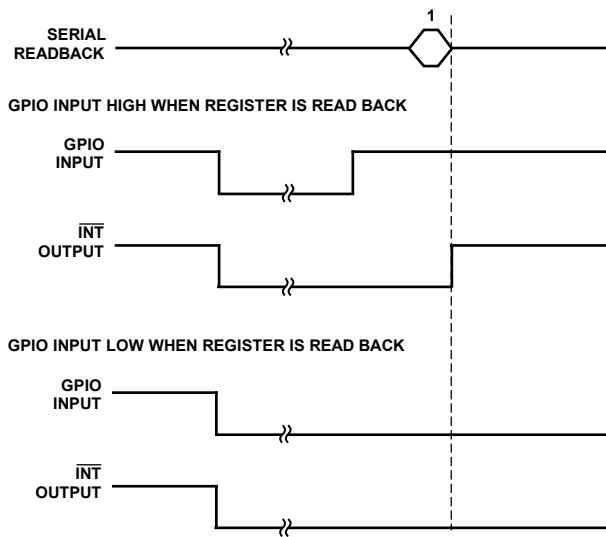 1
SERIAL
READBACK
GPIO INPUT HIGH WHEN REGISTER IS READ BACK
GPIO
INPUT
INT
OUTPUT
GPIO INPUT LOW WHEN REGISTER IS READ BACK
GPIO
INPUT
INT
OUTPUT